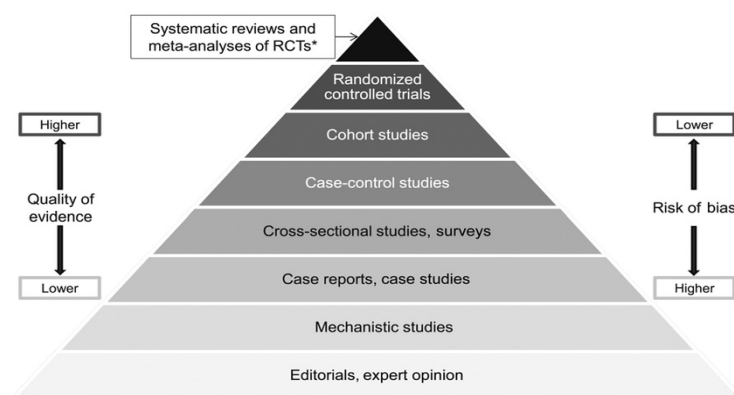 Systematic reviews and
meta-analyses of RCTs*
Randomized
controlled trials
Higher
Lower
Cohort studies
Case-control studies
Quality of
evidence
Risk of bias
Cross-sectional studies, surveys
Case reports, case studies
Lower
Higher
Mechanistic studies
Editorials, expert opinion